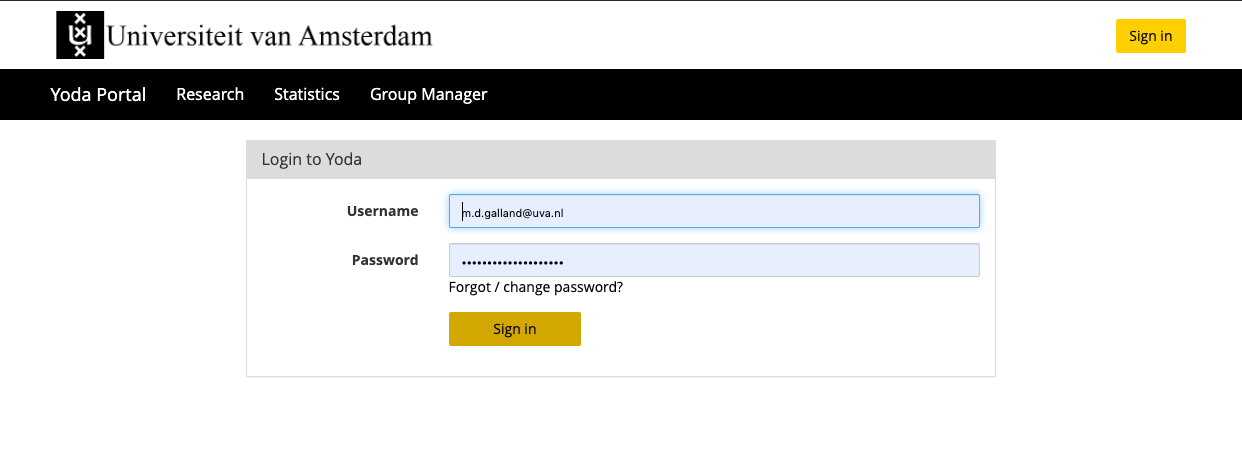 Universiteit van Amsterdam
Sign in
Yoda Portal Research Statistics Group Manager
Login to Yoda
Username m.d.galland@uva.nl
Password ••••••••••••••••••••
Forgot / change password?
Sign in